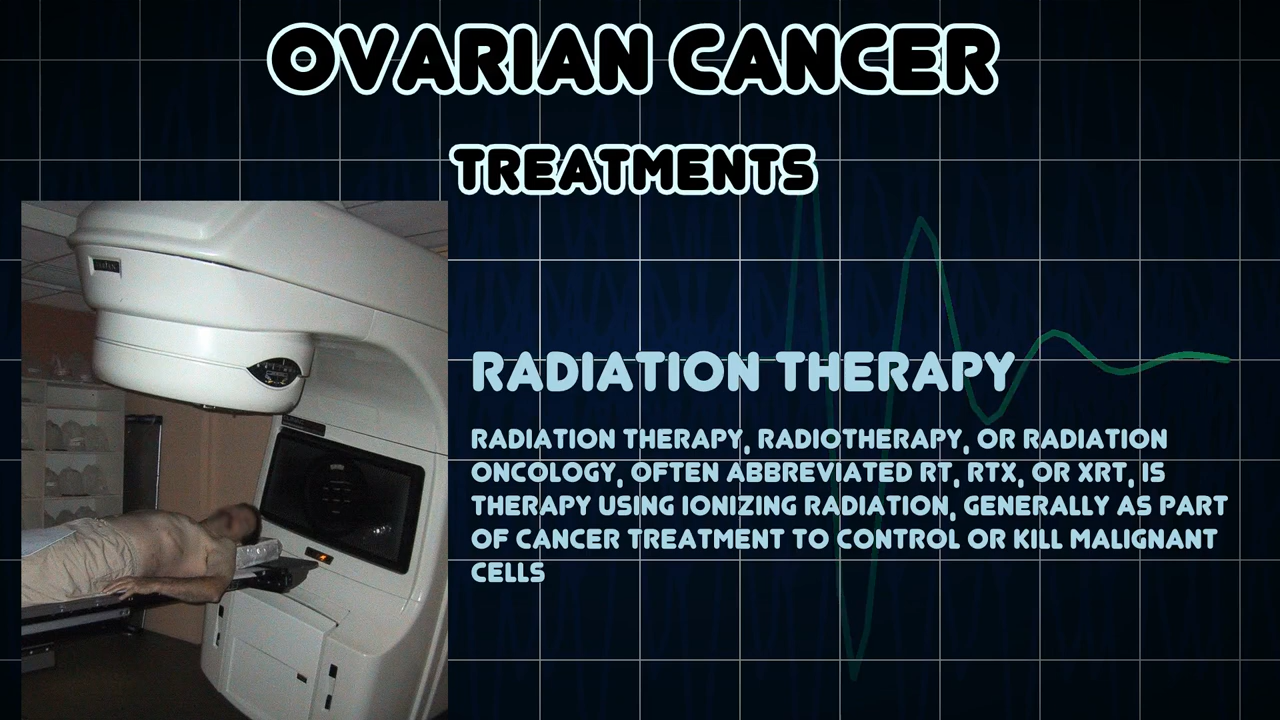 OVARIAN CANCER
TREATMENTS
RADIATION THERAPY
RADIATION THERAPY, RADIOTHERAPY, OR RADIATION
ONCOLOGY, OFTEN ABBREVIATED RT, RTX, OR XRT, IS
THERAPY USING IONIZING RADIATION, GENERALLY AS PART
OF CANCER TREATMENT TO CONTROL OR KILL MALIGNANT
CELLS